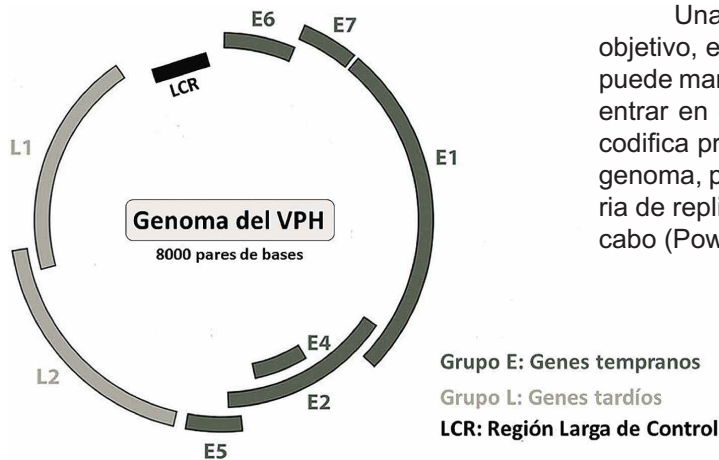 E6
E7
LCR
L1
E1
Genoma del VPH
8000 pares de bases
E4
L2
E2
E5
Grupo E: Genes tempranos
Grupo L: Genes tardíos
LCR: Región Larga de Control
Una
objetivo, e
puede mar
entrar en
codifica pr
genoma, p
ria de repli
cabo (Pow